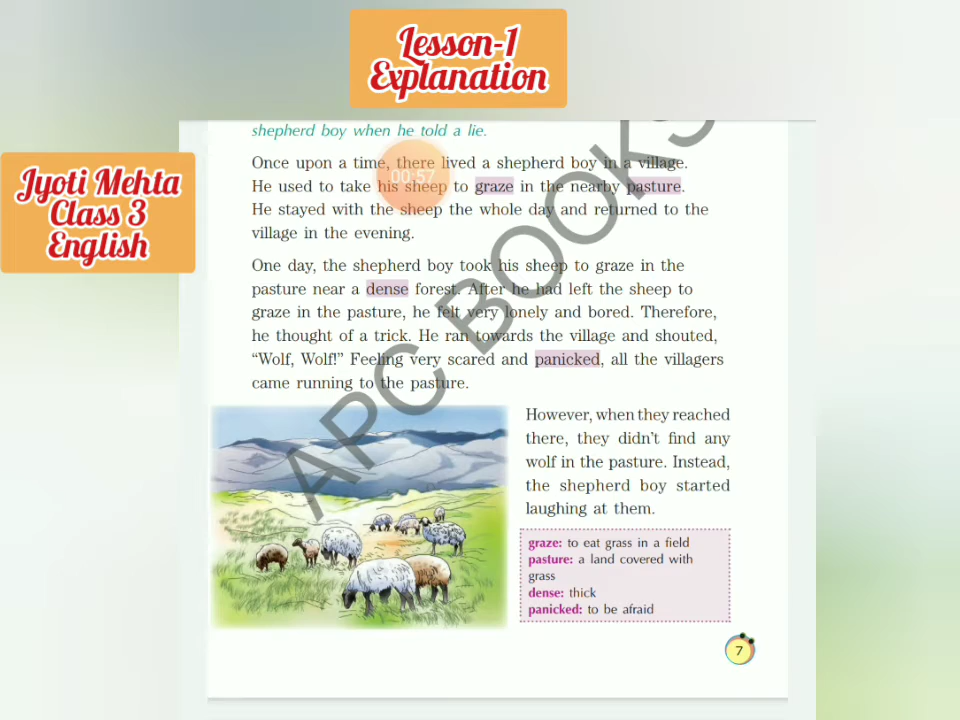 Lesson-1
Explanation
Jyoti Mehta
Class 3
English
shepherd boy when he told a lie.
Once upon a time, there lived a shepherd boy in a village.
00:57
He used to take his sheep to graze in the nearby pasture.
He stayed with the sheep the whole day and returned to the
village in the evening.
One day, the shepherd boy took his sheep to graze in the
pasture near a dense forest. After he had left the sheep to
graze in the pasture, he felt very lonely and bored. Therefore,
he thought of a trick. He ran towards the village and shouted,
“Wolf, Wolf!” Feeling very scared and panicked, all the villagers
came running to the pasture.
However, when they reached
there, they didn’t find any
wolf in the pasture. Instead,
the shepherd boy started
laughing at them.
graze: to eat grass in a field
pasture: a land covered with
grass
dense: thick
panicked: to be afraid
7
APC BOOKS